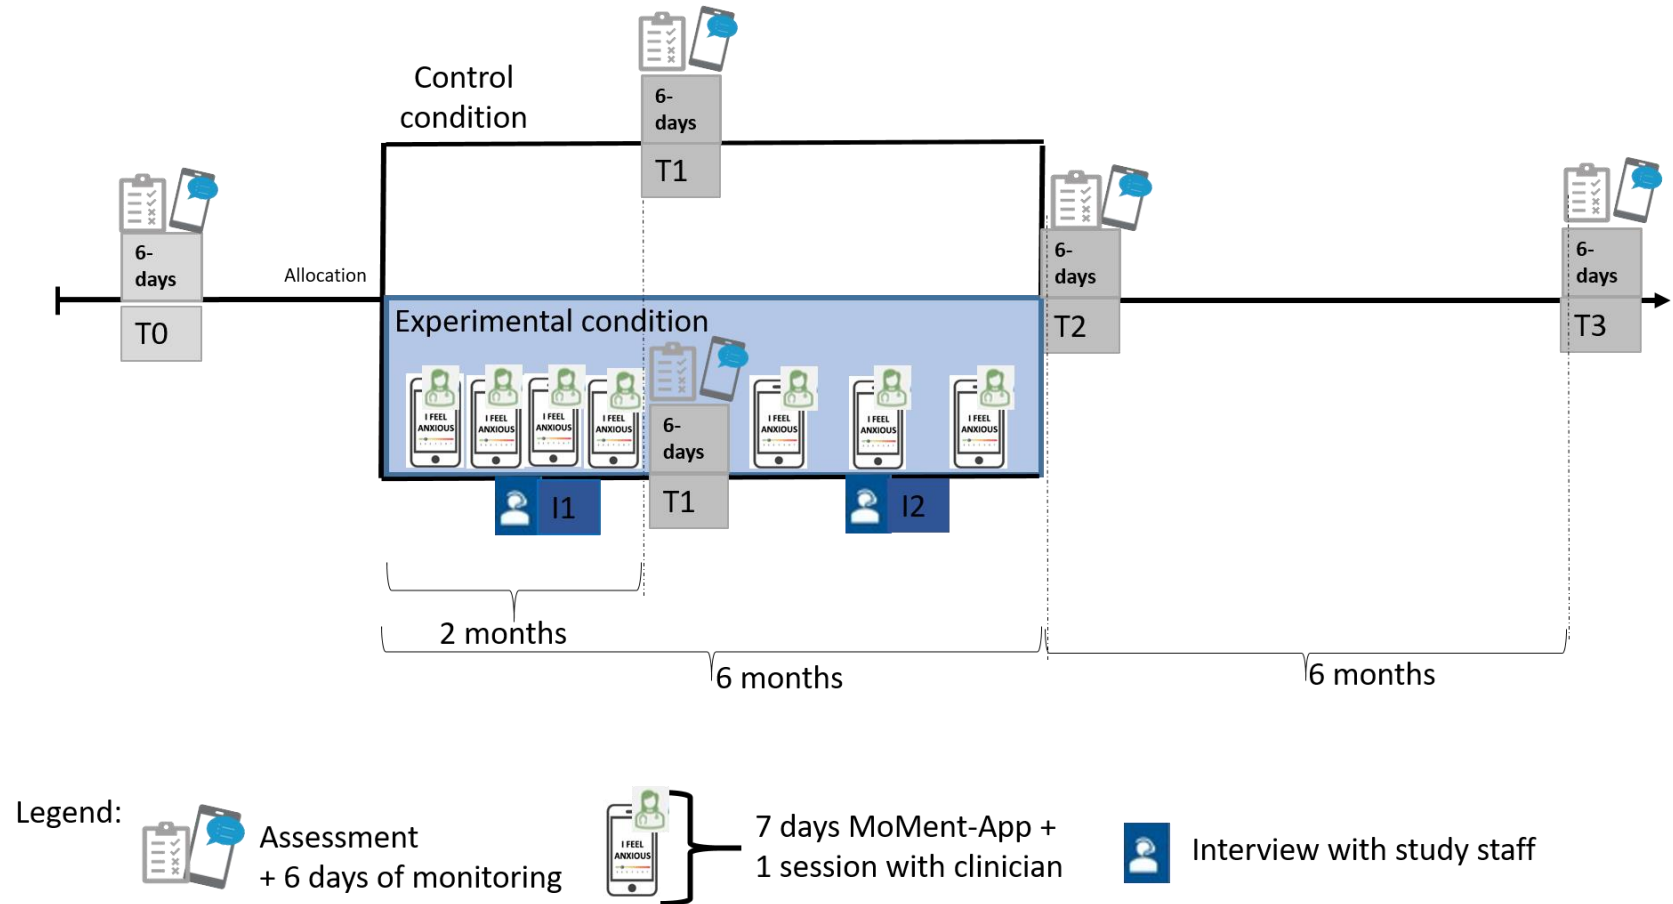 Control
condition
6-
days
T1
6-
days
T0
Allocation
6-
days
T2
6-
days
T3
Experimental condition
I FEEL
ANXIOUS
I FEEL
ANXIOUS
I FEEL
ANXIOUS
I FEEL
ANXIOUS
6-
days
T1
I FEEL
ANXIOUS
I FEEL
ANXIOUS
I FEEL
ANXIOUS
I1
I2
2 months
6 months
6 months
Legend:
Assessment
+ 6 days of monitoring
I FEEL
ANXIOUS
7 days MoMent-App +
1 session with clinician
Interview with study staff